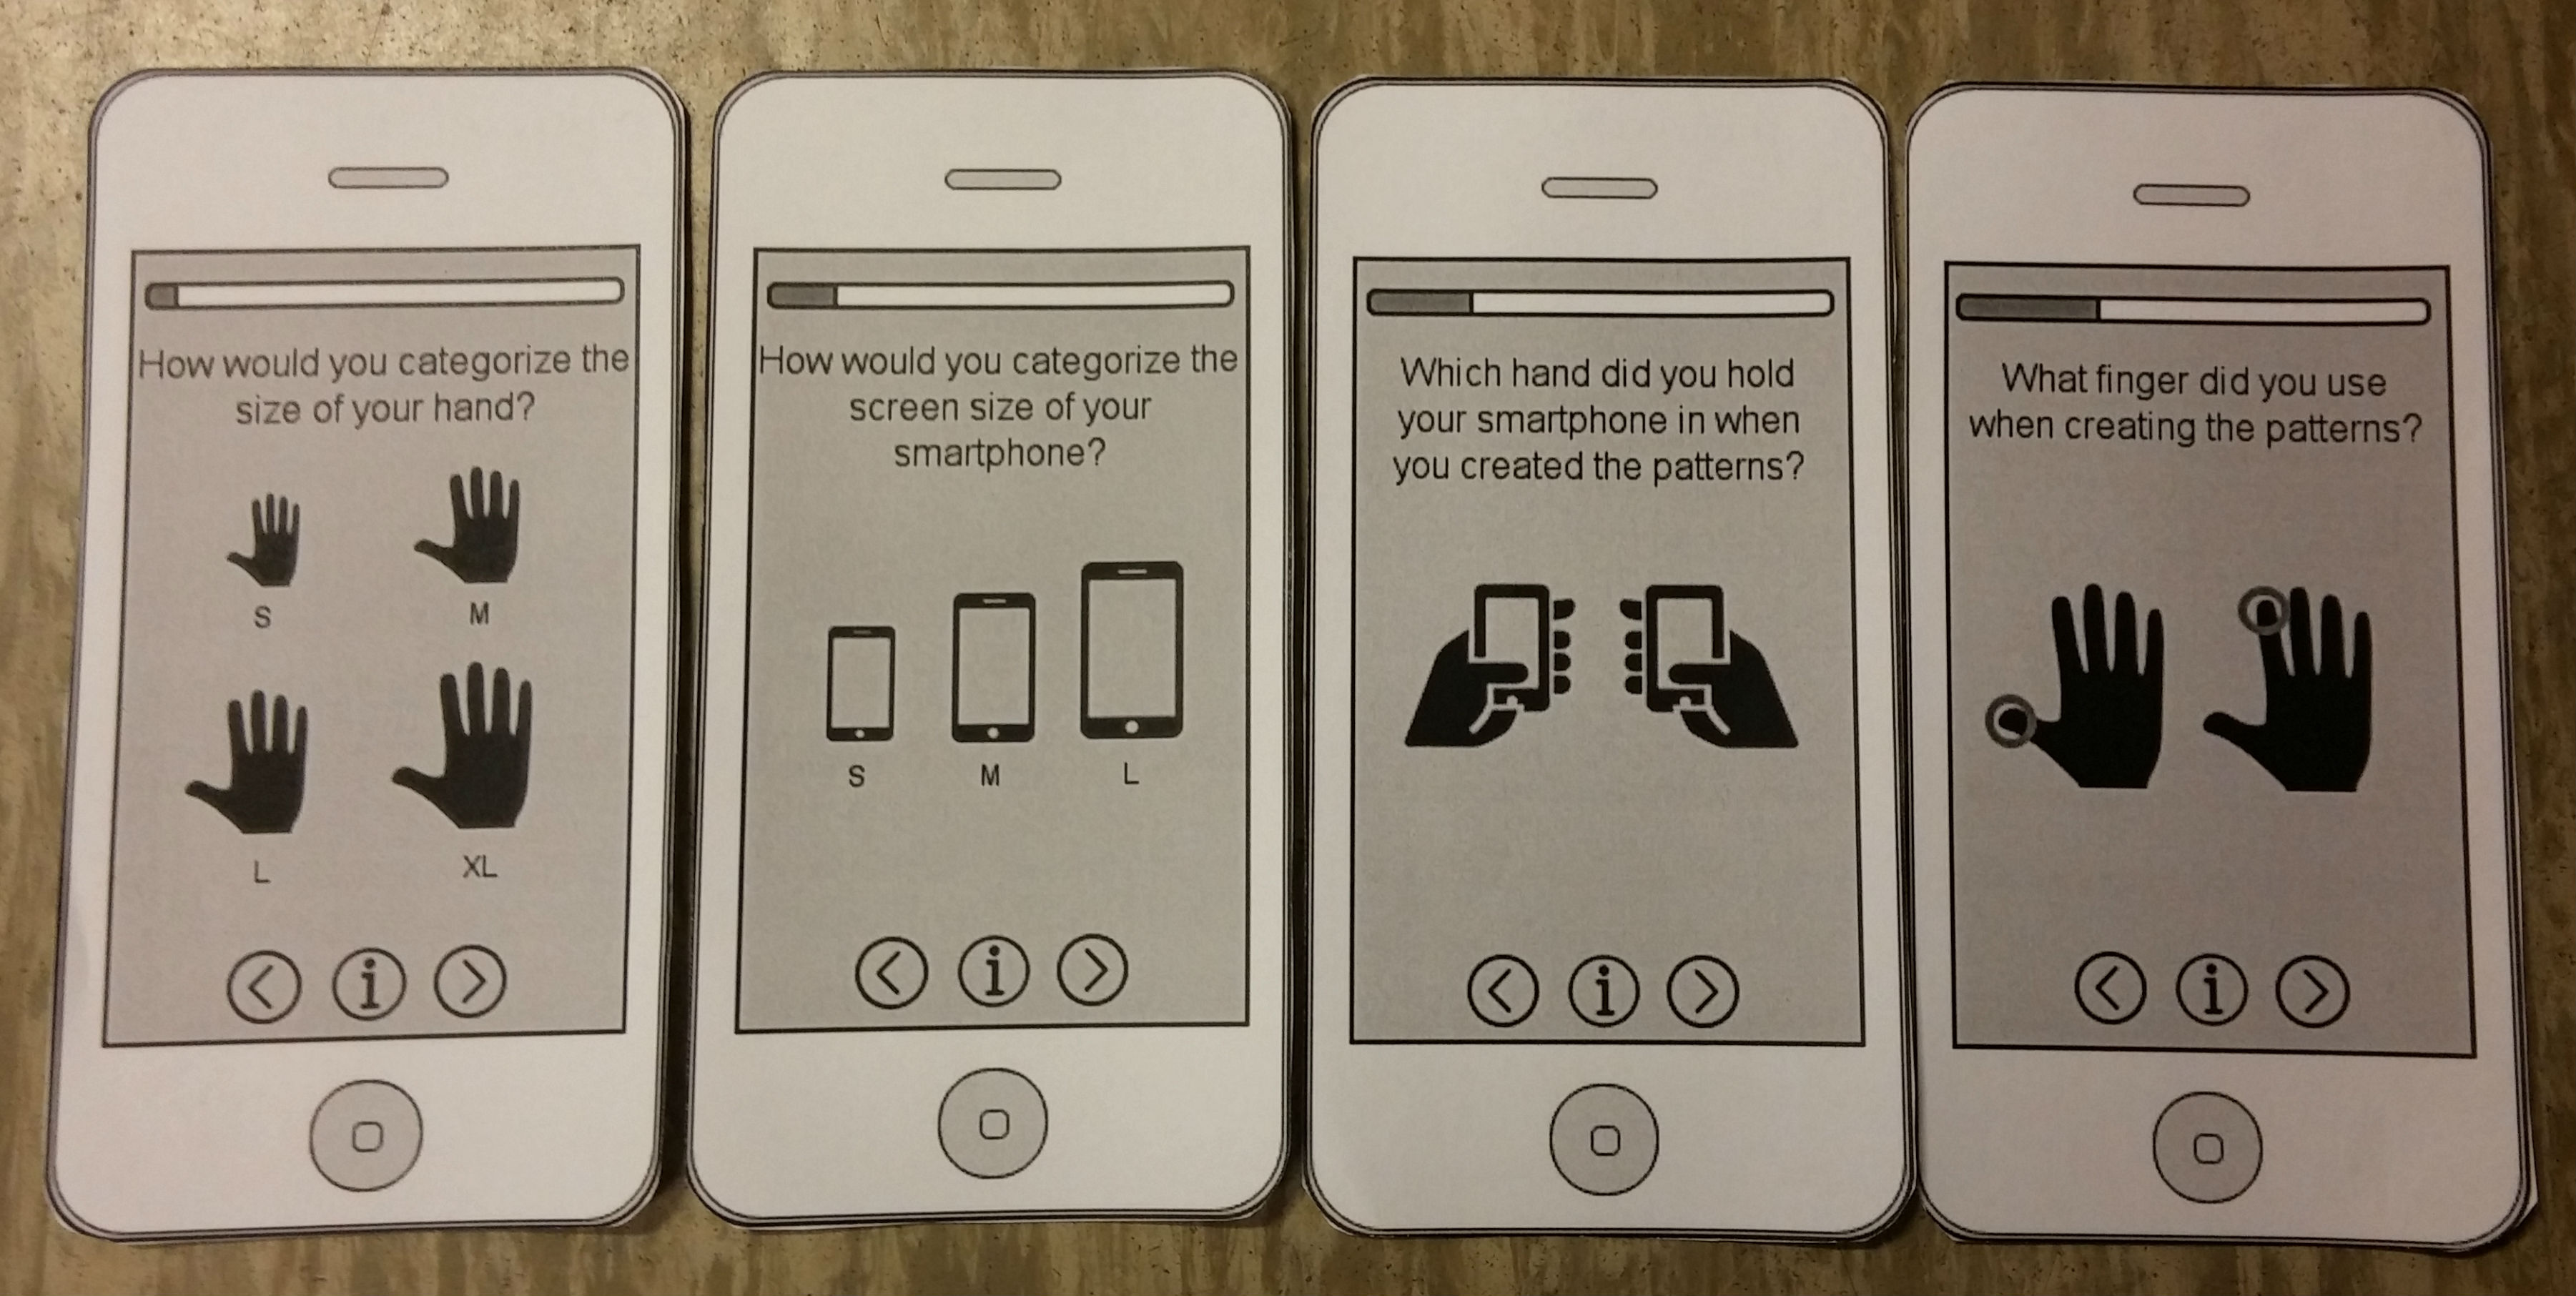 How would you categorize the
size of your hand?
S
M
L
XL
i
How would you categorize the
screen size of your
smartphone?
S
M
L
i
Which hand did you hold
your smartphone in when
you created the patterns?
i
What finger did you use
when creating the patterns?
i